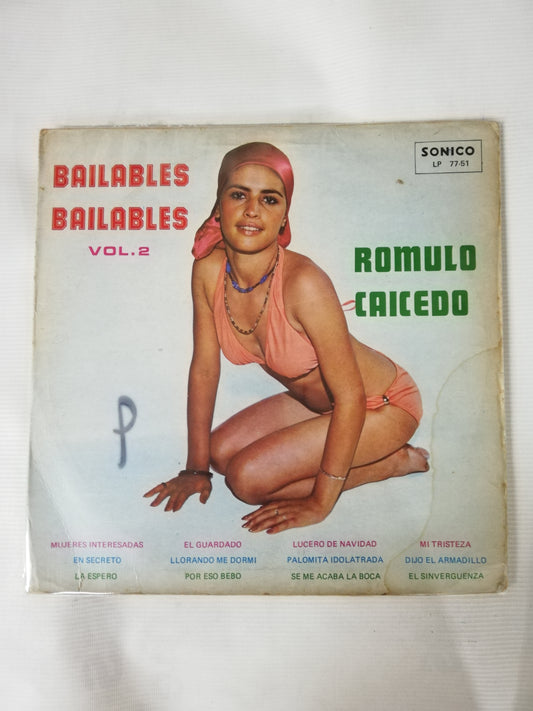 BAILABLES
BAILABLES
VOL.2
SONICO
LP 77-51
ROMULO
CAICEDO
P
MUJERES INTERESADAS EL GUARDADO LUCERO DE NAVIDAD MI TRISTEZA
EN SECRETO LLORANDO ME DORMI PALOMITA IDOLATRADA DIJO EL ARMADILLO
LA ESPERO POR ESO BEBO SE ME ACABA LA BOCA EL SINVERGUENZA